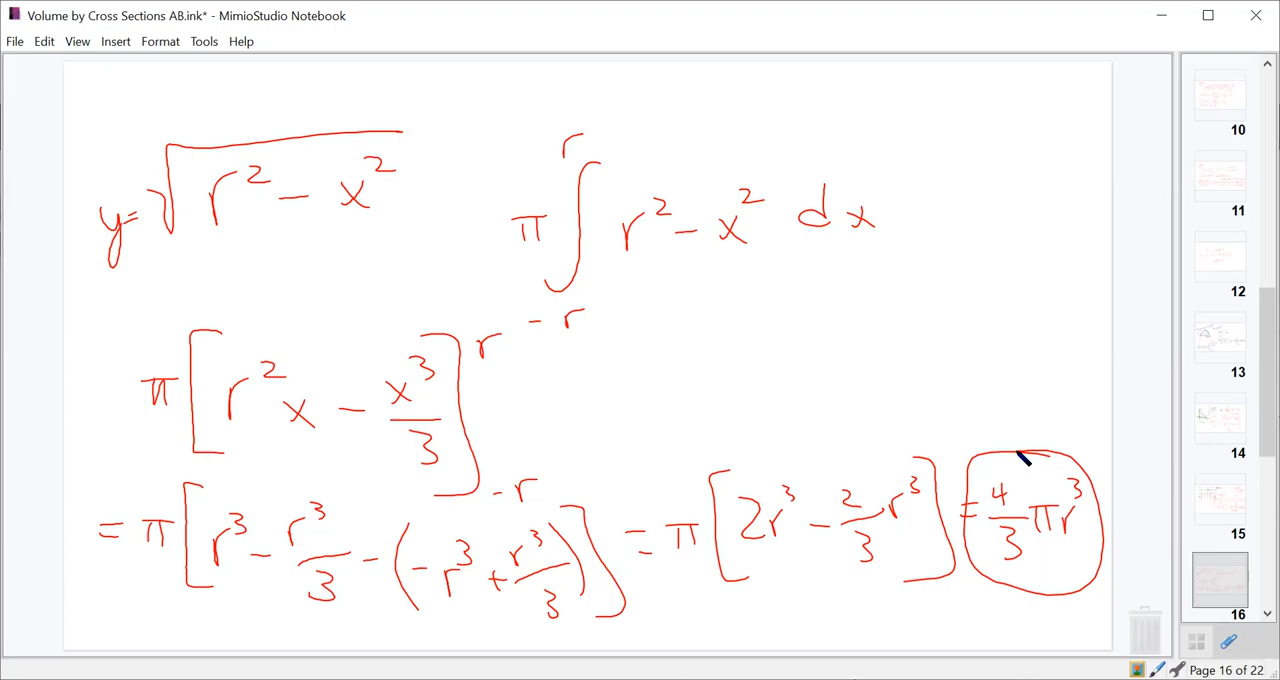 Volume by Cross Sections AB.ink* - MimioStudio Notebook
File Edit View Insert Format Tools Help
y=√(r² - x²)
π∫_{-r}^{r} r² - x² dx
π[r²x - x³/3]_{-r}^{r}
= π[r³ - r³/3 - (-r³ + r³/3)] = π[2r³ - 2/3 r³] = 4/3 πr³
10
11
12
13
14
15
16
Page 16 of 22